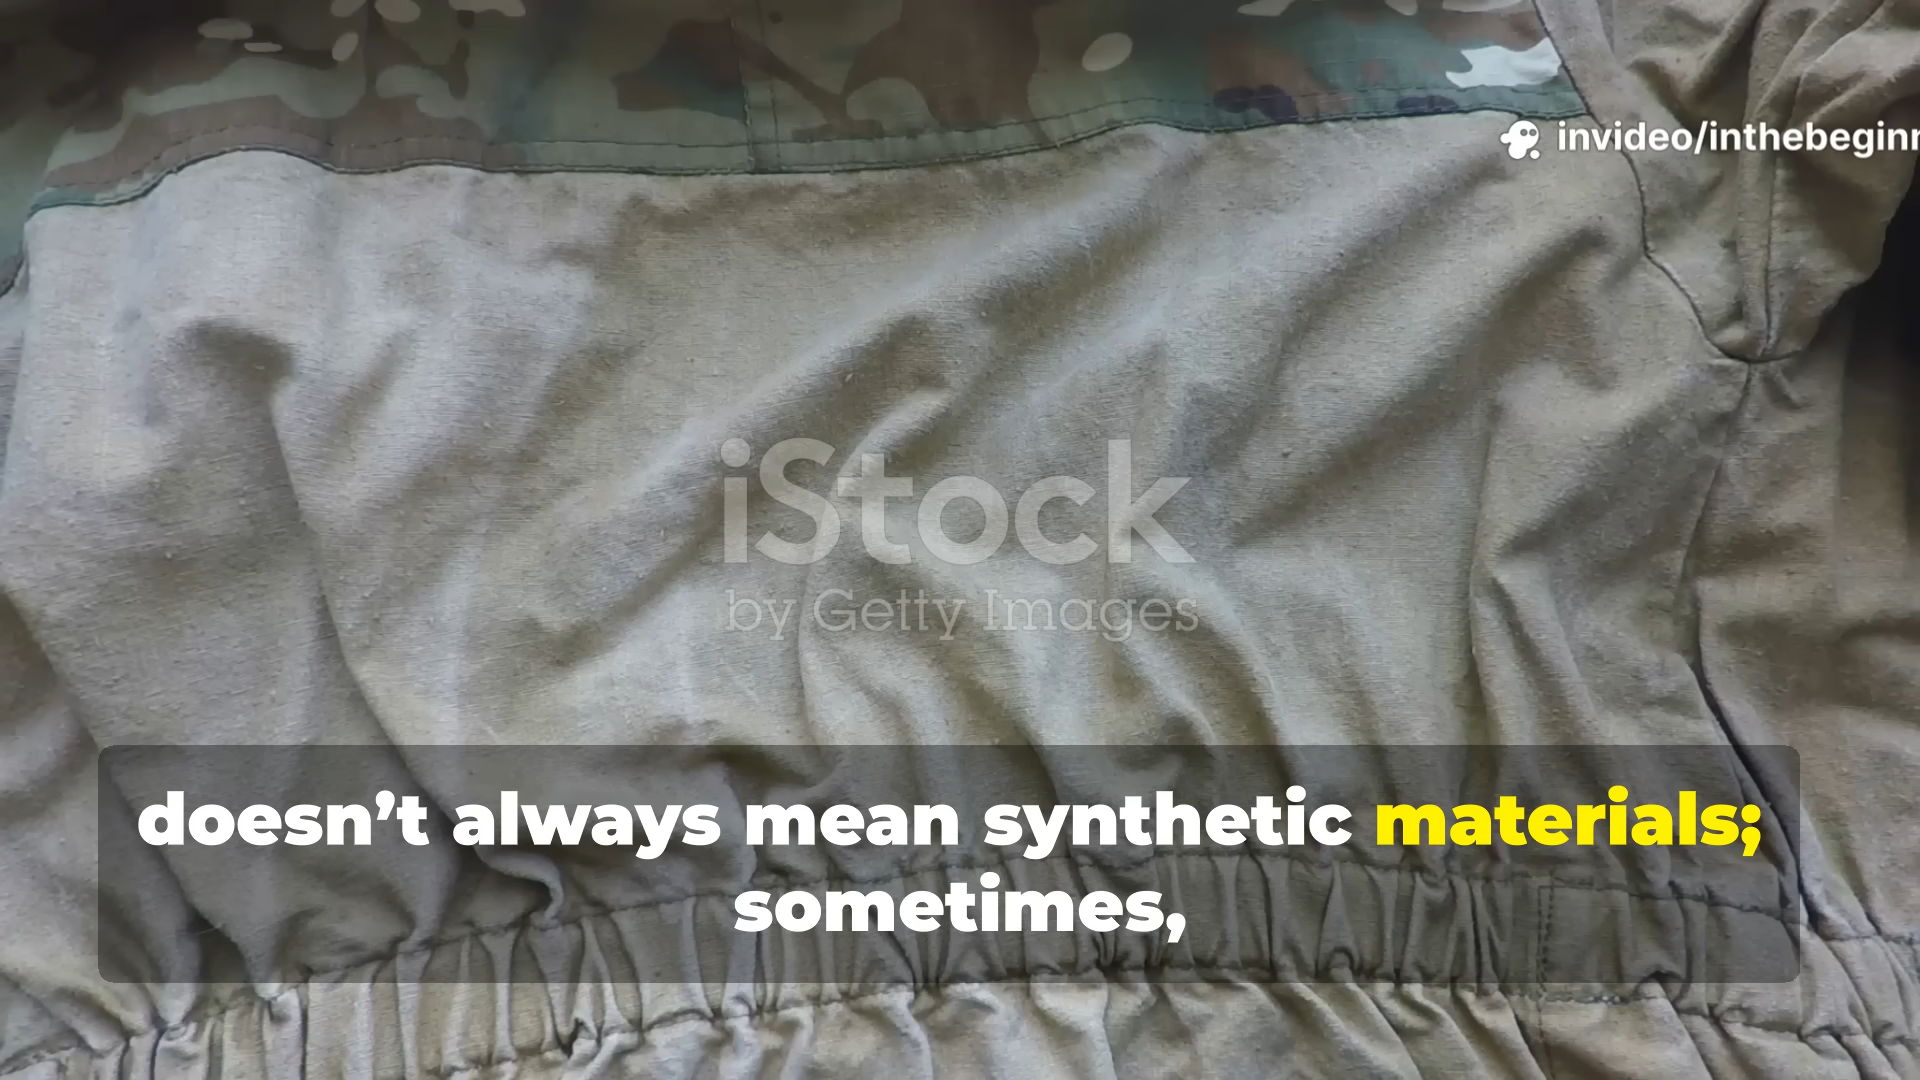 invideo/inthebeginn
iStock
by Getty Images
doesn’t always mean synthetic materials;
sometimes,